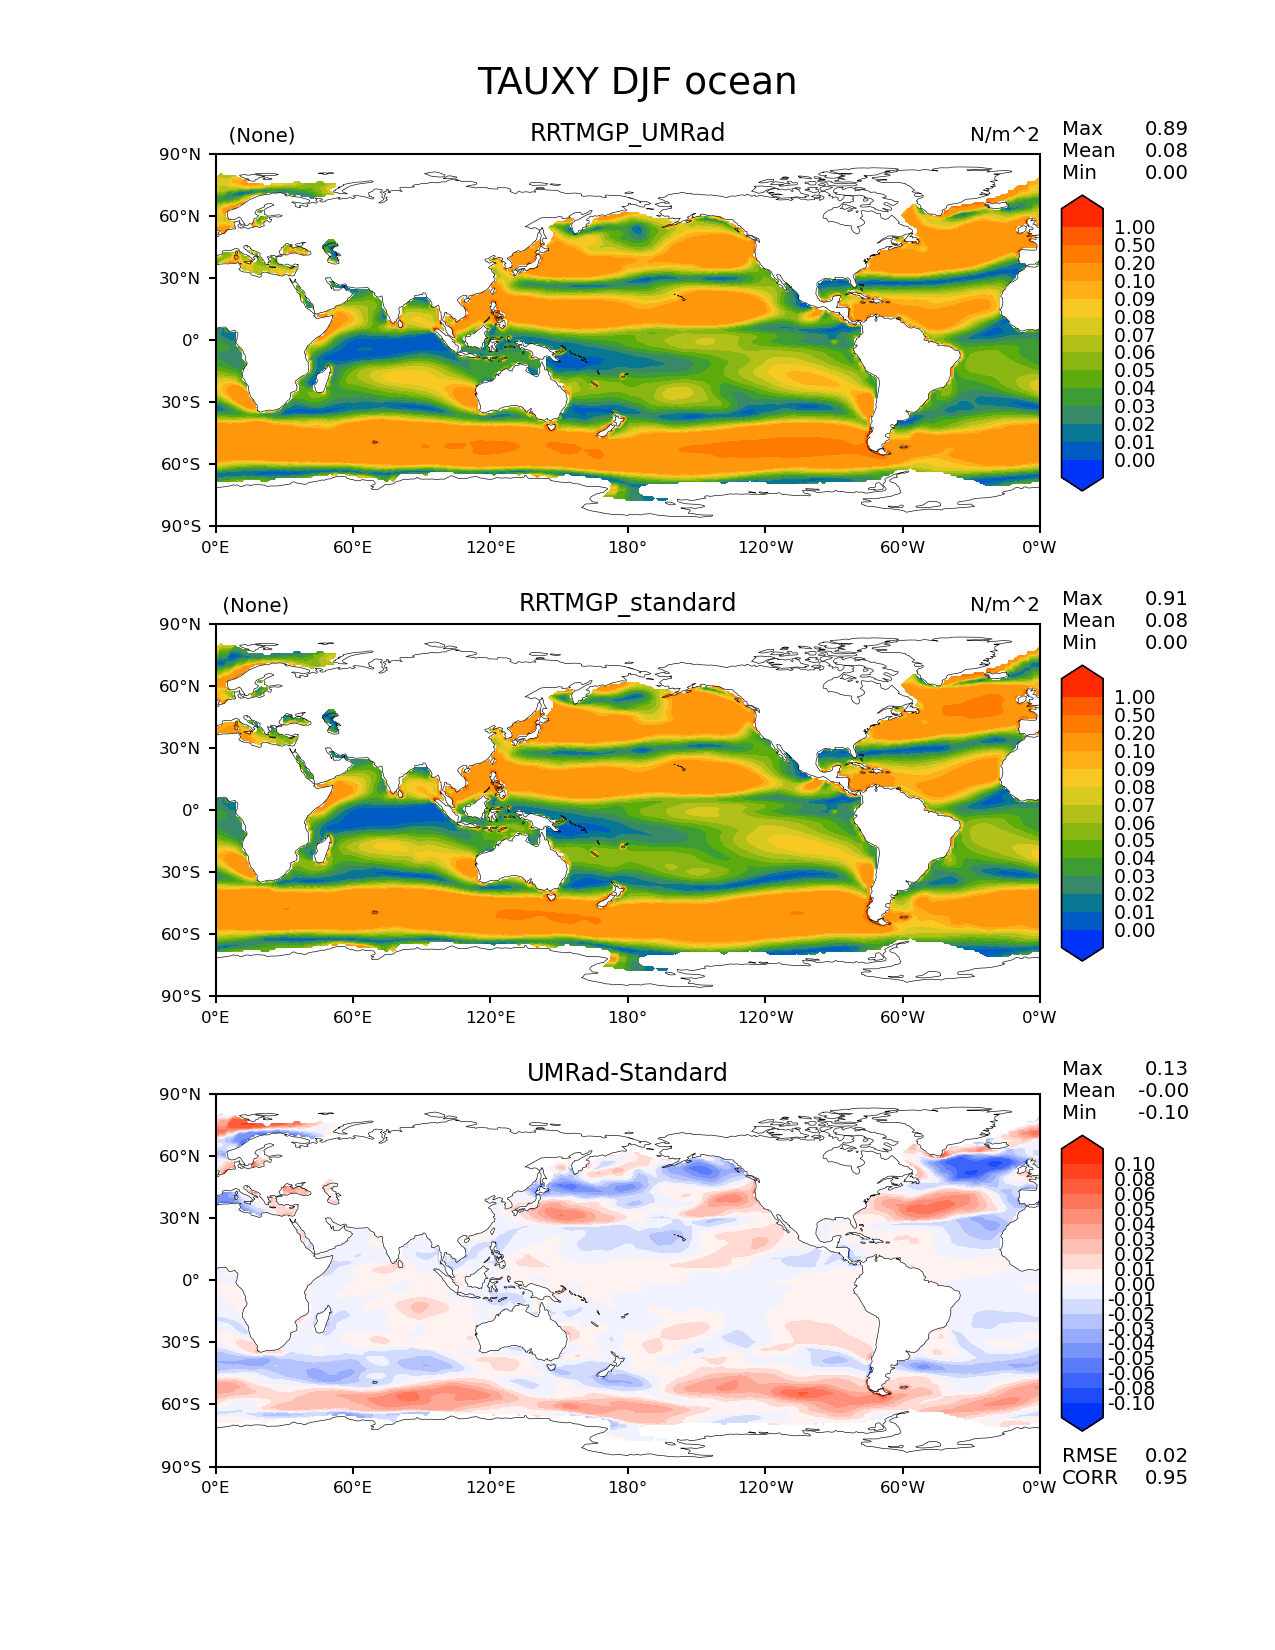 TAUXY DJF ocean
(None) RRTMGP_UMRad N/m^2
Max 0.89
Mean 0.08
Min 0.00
90°N
60°N
30°N
0°
30°S
60°S
90°S
0°E 60°E 120°E 180° 120°W 60°W 0°W
1.00
0.50
0.20
0.10
0.09
0.08
0.07
0.06
0.05
0.04
0.03
0.02
0.01
0.00
(None) RRTMGP_standard N/m^2
Max 0.91
Mean 0.08
Min 0.00
90°N
60°N
30°N
0°
30°S
60°S
90°S
0°E 60°E 120°E 180° 120°W 60°W 0°W
1.00
0.50
0.20
0.10
0.09
0.08
0.07
0.06
0.05
0.04
0.03
0.02
0.01
0.00
UMRad-Standard
Max 0.13
Mean -0.00
Min -0.10
90°N
60°N
30°N
0°
30°S
60°S
90°S
0°E 60°E 120°E 180° 120°W 60°W 0°W
0.10
0.08
0.06
0.05
0.04
0.03
0.02
0.01
0.00
-0.01
-0.02
-0.03
-0.04
-0.05
-0.06
-0.08
-0.10
RMSE 0.02
CORR 0.95